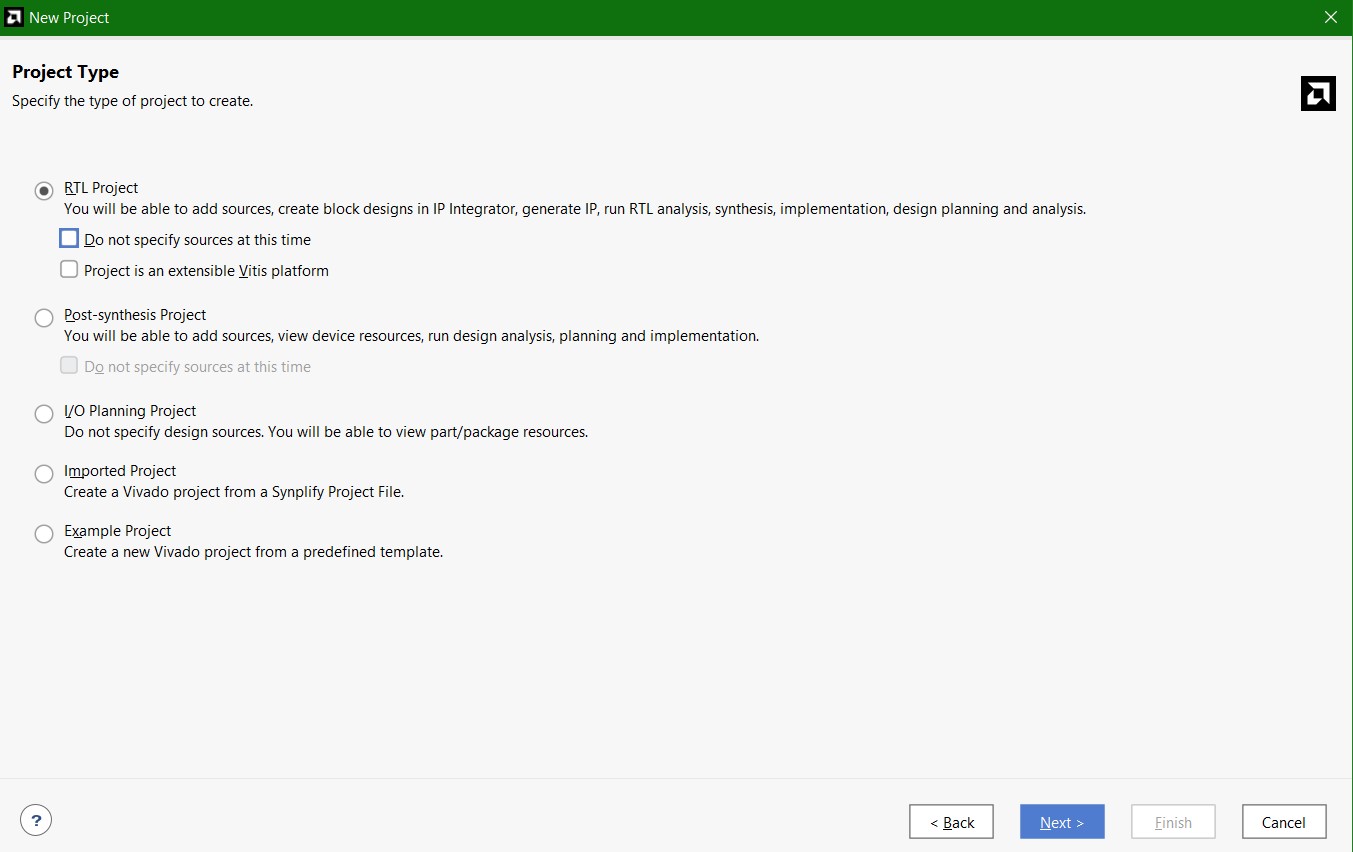 New Project
Project Type
Specify the type of project to create.
RTL Project
You will be able to add sources, create block designs in IP Integrator, generate IP, run RTL analysis, synthesis, implementation, design planning and analysis.
Do not specify sources at this time
Project is an extensible Vitis platform
Post-synthesis Project
You will be able to add sources, view device resources, run design analysis, planning and implementation.
Do not specify sources at this time
I/O Planning Project
Do not specify design sources. You will be able to view part/package resources.
Imported Project
Create a Vivado project from a Synplify Project File.
Example Project
Create a new Vivado project from a predefined template.
? < Back Next > Finish Cancel